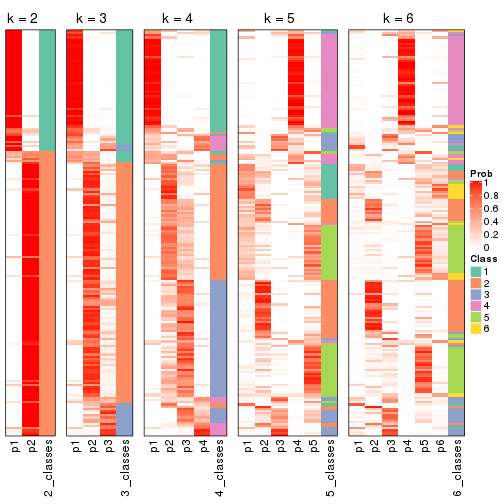 k = 2
k = 3
k = 4
k = 5
k = 6
p1
p2
2_classes
p1
p2
p3
3_classes
p1
p2
p3
p4
4_classes
p1
p2
p3
p4
p5
5_classes
p1
p2
p3
p4
p5
p6
6_classes
Prob
1
0.8
0.6
0.4
0.2
0
Class
1
2
3
4
5
6